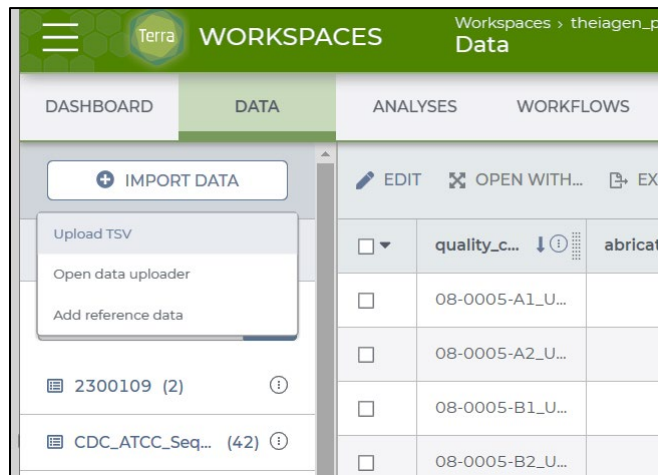 Terra
WORKSPACES
Workspaces › theiagen_p
Data
DASHBOARD
DATA
ANALYSES
WORKFLOWS
IMPORT DATA
EDIT
OPEN WITH...
EX
Upload TSV
Open data uploader
Add reference data
quality_c...
abricat
08-0005-A1_U...
08-0005-A2_U...
08-0005-B1_U...
08-0005-B2_U...
2300109 (2)
CDC_ATCC_Seq... (42)